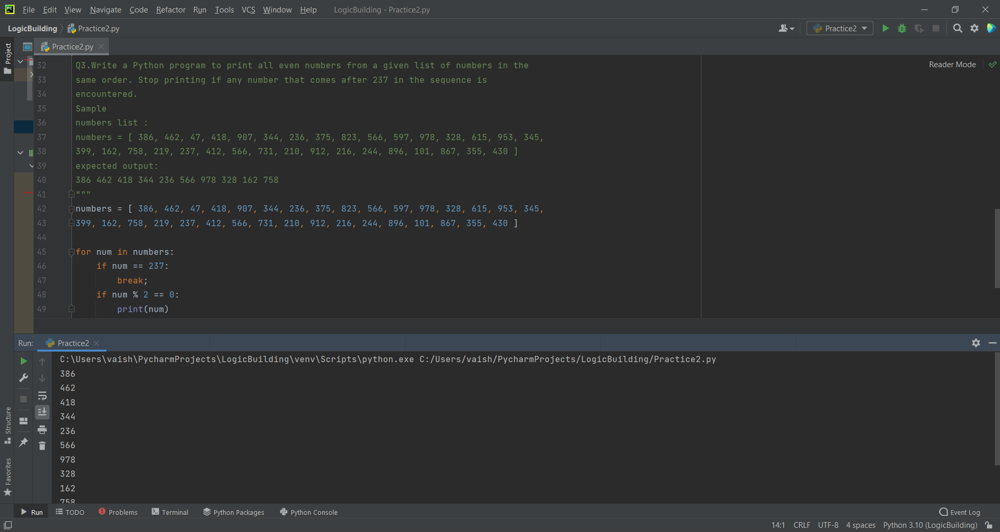 File Edit View Navigate Code Refactor Run Tools VCS Window Help LogicBuilding - Practice2.py
LogicBuilding Practice2.py Practice2
Project
Practice2.py
Reader Mode
32 Q3.Write a Python program to print all even numbers from a given list of numbers in the
33 same order. Stop printing if any number that comes after 237 in the sequence is
34 encountered.
35 Sample
36 numbers list :
37 numbers = [ 386, 462, 47, 418, 907, 344, 236, 375, 823, 566, 597, 978, 328, 615, 953, 345,
38 399, 162, 758, 219, 237, 412, 566, 731, 210, 912, 216, 244, 896, 101, 867, 355, 430 ]
39 expected output:
40 386 462 418 344 236 566 978 328 162 758
41 """
42 numbers = [ 386, 462, 47, 418, 907, 344, 236, 375, 823, 566, 597, 978, 328, 615, 953, 345,
43 399, 162, 758, 219, 237, 412, 566, 731, 210, 912, 216, 244, 896, 101, 867, 355, 430 ]
44
45 for num in numbers:
46 if num == 237:
47 break;
48 if num % 2 == 0:
49 print(num)
Run: Practice2
C:\Users\vaish\PycharmProjects\LogicBuilding\venv\Scripts\python.exe C:/Users/vaish/PycharmProjects/LogicBuilding/Practice2.py
386
462
418
344
236
566
978
328
162
758
Structure
Favorites
Run TODO Problems Terminal Python Packages Python Console Event Log
14:1 CRLF UTF-8 4 spaces Python 3.10 (LogicBuilding)